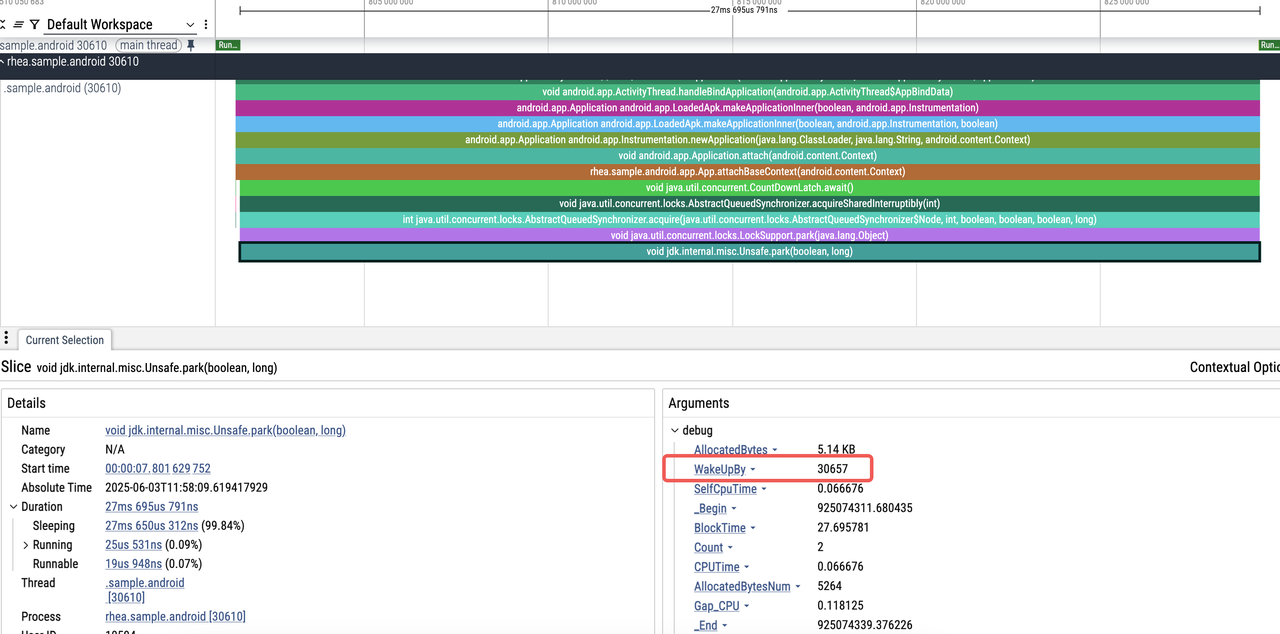 510 050 683
805 000 000
810 000 000
815 000 000
820 000 000
825 000 000
27ms 695us 791ns
Default Workspace
sample.android 30610 main thread
Run...
Run...
rhea.sample.android 30610
.sample.android (30610)
void android.app.ActivityThread.handleBindApplication(android.app.ActivityThread$AppBindData)
android.app.Application android.app.LoadedApk.makeApplicationInner(boolean, android.app.Instrumentation)
android.app.Application android.app.LoadedApk.makeApplicationInner(boolean, android.app.Instrumentation, boolean)
android.app.Application android.app.Instrumentation.newApplication(java.lang.ClassLoader, java.lang.String, android.content.Context)
void android.app.Application.attach(android.content.Context)
rhea.sample.android.app.App.attachBaseContext(android.content.Context)
void java.util.concurrent.CountDownLatch.await()
void java.util.concurrent.locks.AbstractQueuedSynchronizer.acquireSharedInterruptibly(int)
int java.util.concurrent.locks.AbstractQueuedSynchronizer.acquire(java.util.concurrent.locks.AbstractQueuedSynchronizer$Node, int, boolean, boolean, boolean, long)
void java.util.concurrent.locks.LockSupport.park(java.lang.Object)
void jdk.internal.misc.Unsafe.park(boolean, long)
Current Selection
Slice void jdk.internal.misc.Unsafe.park(boolean, long)
Contextual Optio
Details
Name void jdk.internal.misc.Unsafe.park(boolean, long)
Category N/A
Start time 00:00:07.801 629 752
Absolute Time 2025-06-03T11:58:09.619417929
Duration 27ms 695us 791ns
Sleeping 27ms 650us 312ns (99.84%)
Running 25us 531ns (0.09%)
Runnable 19us 948ns (0.07%)
Thread .sample.android
[30610]
Process rhea.sample.android [30610]
Arguments
debug
AllocatedBytes 5.14 KB
WakeUpBy 30657
SelfCpuTime 0.066676
_Begin 925074311.680435
BlockTime 27.695781
Count 2
CPUTime 0.066676
AllocatedBytesNum 5264
Gap_CPU 0.118125
_End 925074339.376226